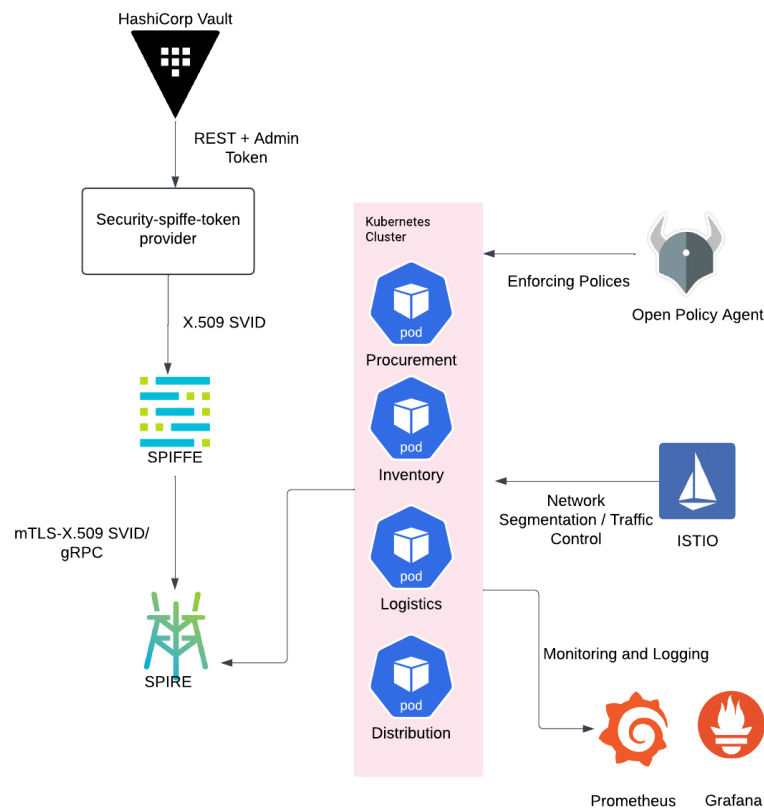 HashiCorp Vault
REST + Admin
Token
Security-spiffe-token
provider
X.509 SVID
SPIFFE
mTLS-X.509 SVID/
gRPC
SPIRE
Kubernetes
Cluster
pod
Procurement
pod
Inventory
pod
Logistics
pod
Distribution
Enforcing Polices
Open Policy Agent
Network
Segmentation / Traffic
Control
ISTIO
Monitoring and Logging
Prometheus
Grafana